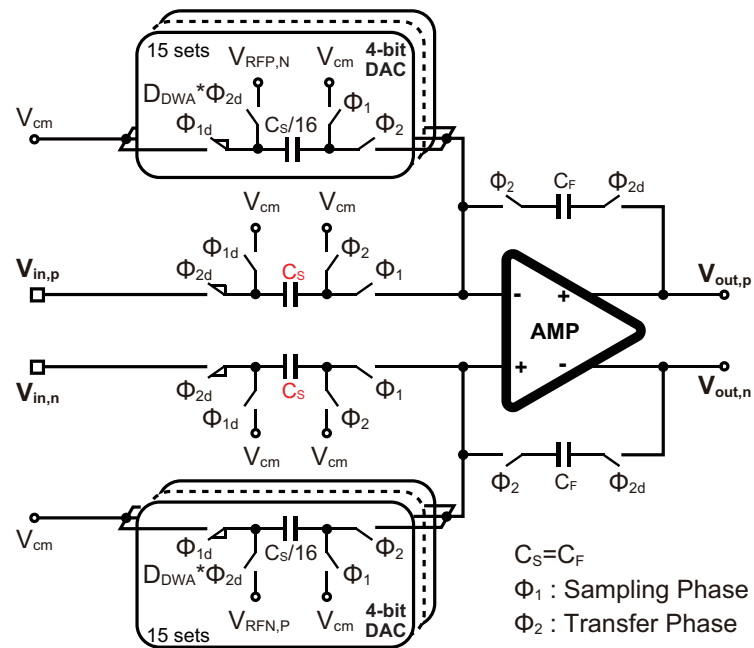 15 sets
4-bit
DAC
V_RFP,N
V_cm
D_DWA*Φ_2d
Φ_1
Φ_1d
C_S/16
Φ_2
V_cm
Φ_2
C_F
Φ_2d
V_cm
V_cm
Φ_1d
Φ_2
V_in,p
Φ_2d
C_S
Φ_1
V_out,p
-
+
AMP
+
-
V_in,n
Φ_2d
C_S
Φ_1
V_out,n
Φ_1d
Φ_2
V_cm
V_cm
Φ_2
C_F
Φ_2d
V_cm
Φ_1d
C_S/16
Φ_2
D_DWA*Φ_2d
Φ_1
V_RFN,P
V_cm
4-bit
DAC
15 sets
C_S=C_F
Φ_1 : Sampling Phase
Φ_2 : Transfer Phase